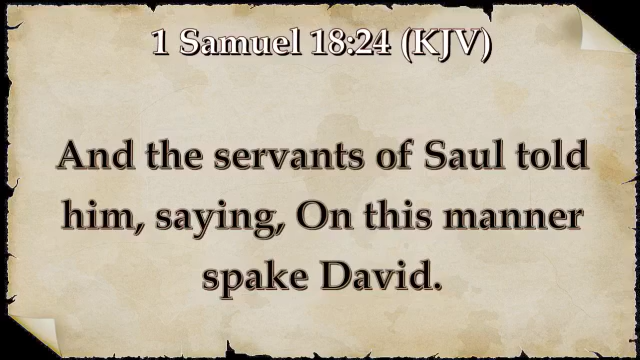 1 Samuel 18:24 (KJV)
And the servants of Saul told
him, saying, On this manner
spake David.